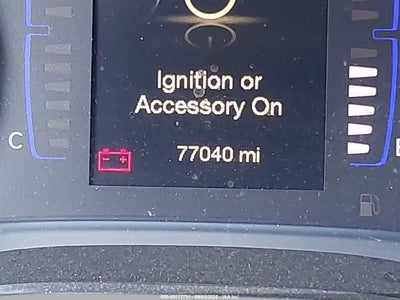 Ignition or
Accessory On
C
77040 mi
E